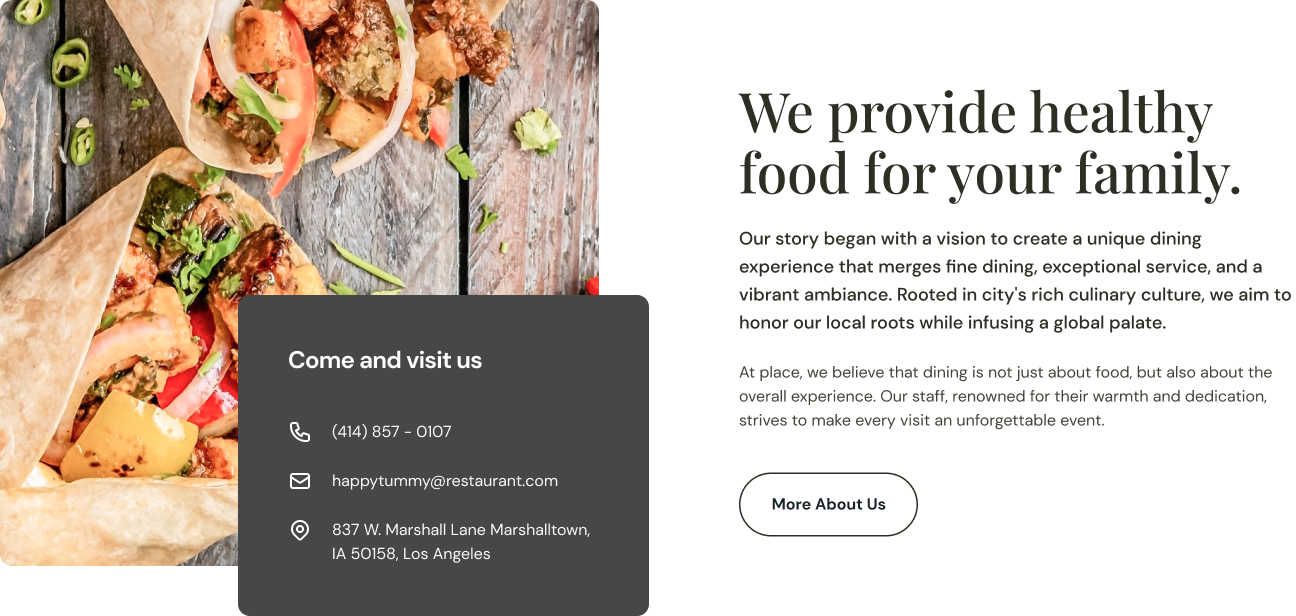 Come and visit us
(414) 857 - 0107
happytummy@restaurant.com
837 W. Marshall Lane Marshalltown,
IA 50158, Los Angeles
We provide healthy
food for your family.
Our story began with a vision to create a unique dining
experience that merges fine dining, exceptional service, and a
vibrant ambiance. Rooted in city's rich culinary culture, we aim to
honor our local roots while infusing a global palate.
At place, we believe that dining is not just about food, but also about the
overall experience. Our staff, renowned for their warmth and dedication,
strives to make every visit an unforgettable event.
More About Us